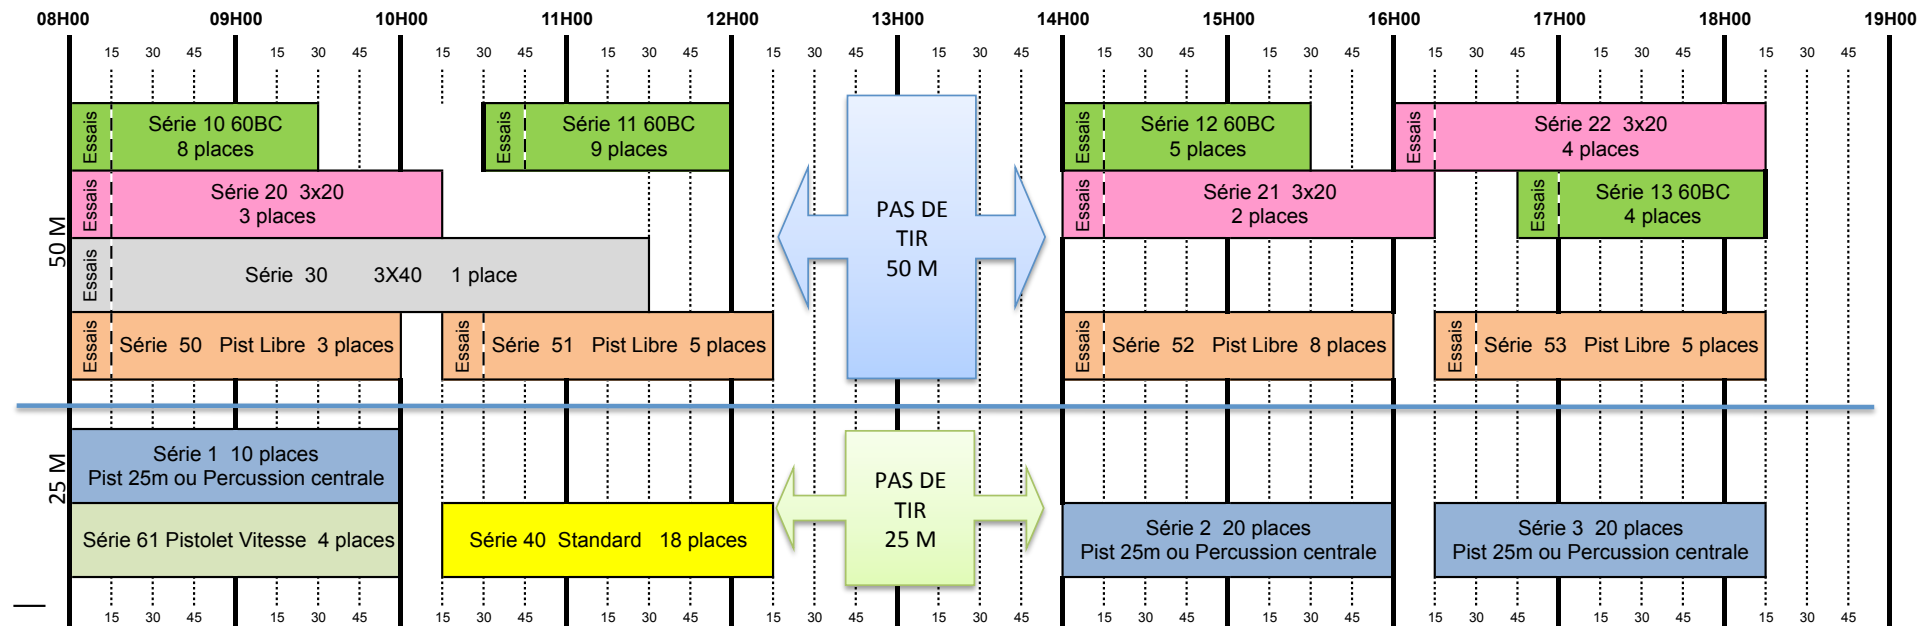 08H00 09H00 10H00 11H00 12H00 13H00 14H00 15H00 16H00 17H00 18H00 19H00
15 30 45 15 30 45 15 30 45 15 30 45 15 30 45 15 30 45 15 30 45 15 30 45 15 30 45 15 30 45 15 30 45
50 M
Essais
Série 10 60BC
8 places
Essais
Série 11 60BC
9 places
Essais
Série 12 60BC
5 places
Essais
Série 22 3x20
4 places
Essais
Série 20 3x20
3 places
PAS DE
TIR
50 M
Essais
Série 21 3x20
2 places
Essais
Série 13 60BC
4 places
Essais
Série 30 3X40 1 place
Essais
Série 50 Pist Libre 3 places
Essais
Série 51 Pist Libre 5 places
Essais
Série 52 Pist Libre 8 places
Essais
Série 53 Pist Libre 5 places
25 M
Série 1 10 places
Pist 25m ou Percussion centrale
PAS DE
TIR
25 M
Série 61 Pistolet Vitesse 4 places
Série 40 Standard 18 places
Série 2 20 places
Pist 25m ou Percussion centrale
Série 3 20 places
Pist 25m ou Percussion centrale
15 30 45 15 30 45 15 30 45 15 30 45 15 30 45 15 30 45 15 30 45 15 30 45 15 30 45 15 30 45 15 30 45